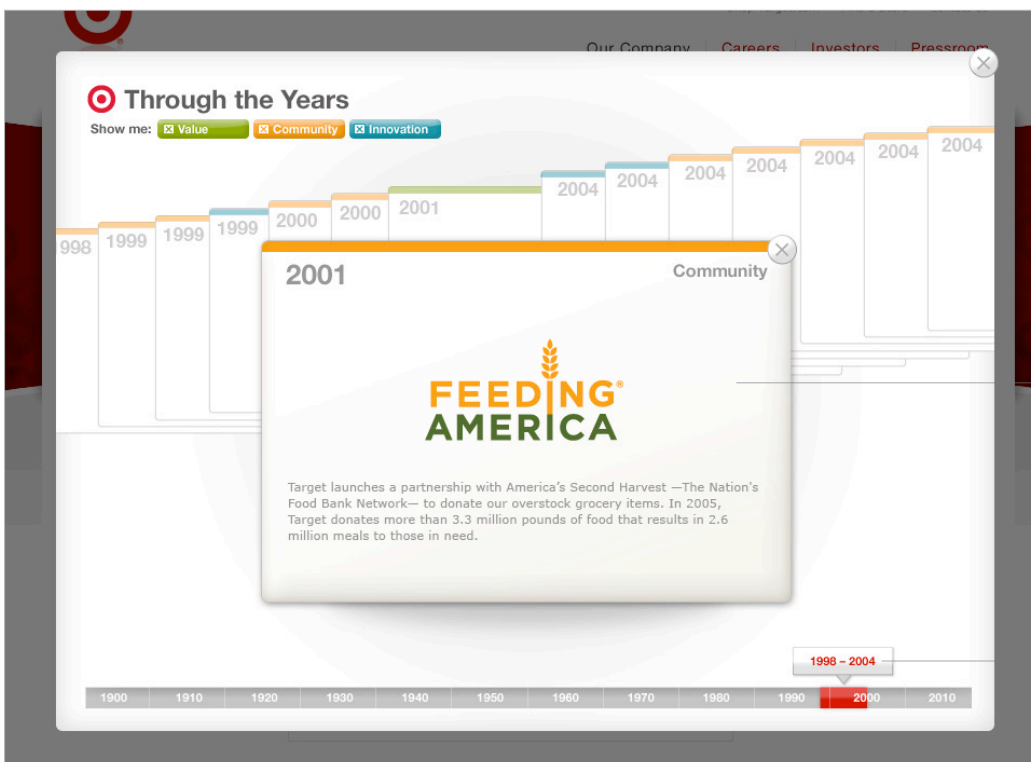 Our Company Careers Investors Pressroom
Through the Years
Show me: Value Community Innovation
998 1999 1999 1999 2000 2000 2001 2004 2004 2004 2004 2004 2004 2004
2001 Community
FEEDING®
AMERICA
Target launches a partnership with America's Second Harvest —The Nation's
Food Bank Network— to donate our overstock grocery items. In 2005,
Target donates more than 3.3 million pounds of food that results in 2.6
million meals to those in need.
1998 – 2004
1900 1910 1920 1930 1940 1950 1960 1970 1980 1990 2000 2010